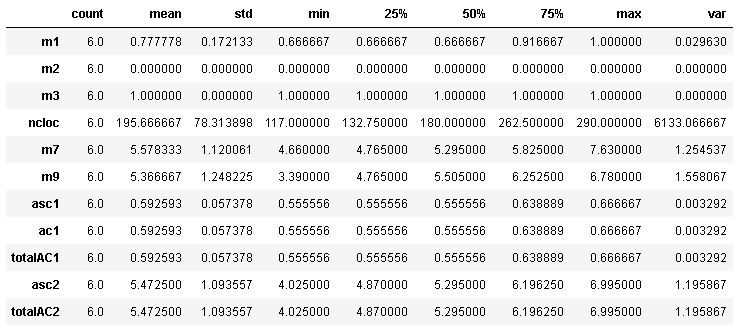 count mean std min 25% 50% 75% max var
m1 6.0 0.777778 0.172133 0.666667 0.666667 0.666667 0.916667 1.000000 0.029630
m2 6.0 0.000000 0.000000 0.000000 0.000000 0.000000 0.000000 0.000000 0.000000
m3 6.0 1.000000 0.000000 1.000000 1.000000 1.000000 1.000000 1.000000 0.000000
ncloc 6.0 195.666667 78.313898 117.000000 132.750000 180.000000 262.500000 290.000000 6133.066667
m7 6.0 5.578333 1.120061 4.660000 4.765000 5.295000 5.825000 7.630000 1.254537
m9 6.0 5.366667 1.248225 3.390000 4.765000 5.505000 6.252500 6.780000 1.558067
asc1 6.0 0.592593 0.057378 0.555556 0.555556 0.555556 0.638889 0.666667 0.003292
ac1 6.0 0.592593 0.057378 0.555556 0.555556 0.555556 0.638889 0.666667 0.003292
totalAC1 6.0 0.592593 0.057378 0.555556 0.555556 0.555556 0.638889 0.666667 0.003292
asc2 6.0 5.472500 1.093557 4.025000 4.870000 5.295000 6.196250 6.995000 1.195867
totalAC2 6.0 5.472500 1.093557 4.025000 4.870000 5.295000 6.196250 6.995000 1.195867